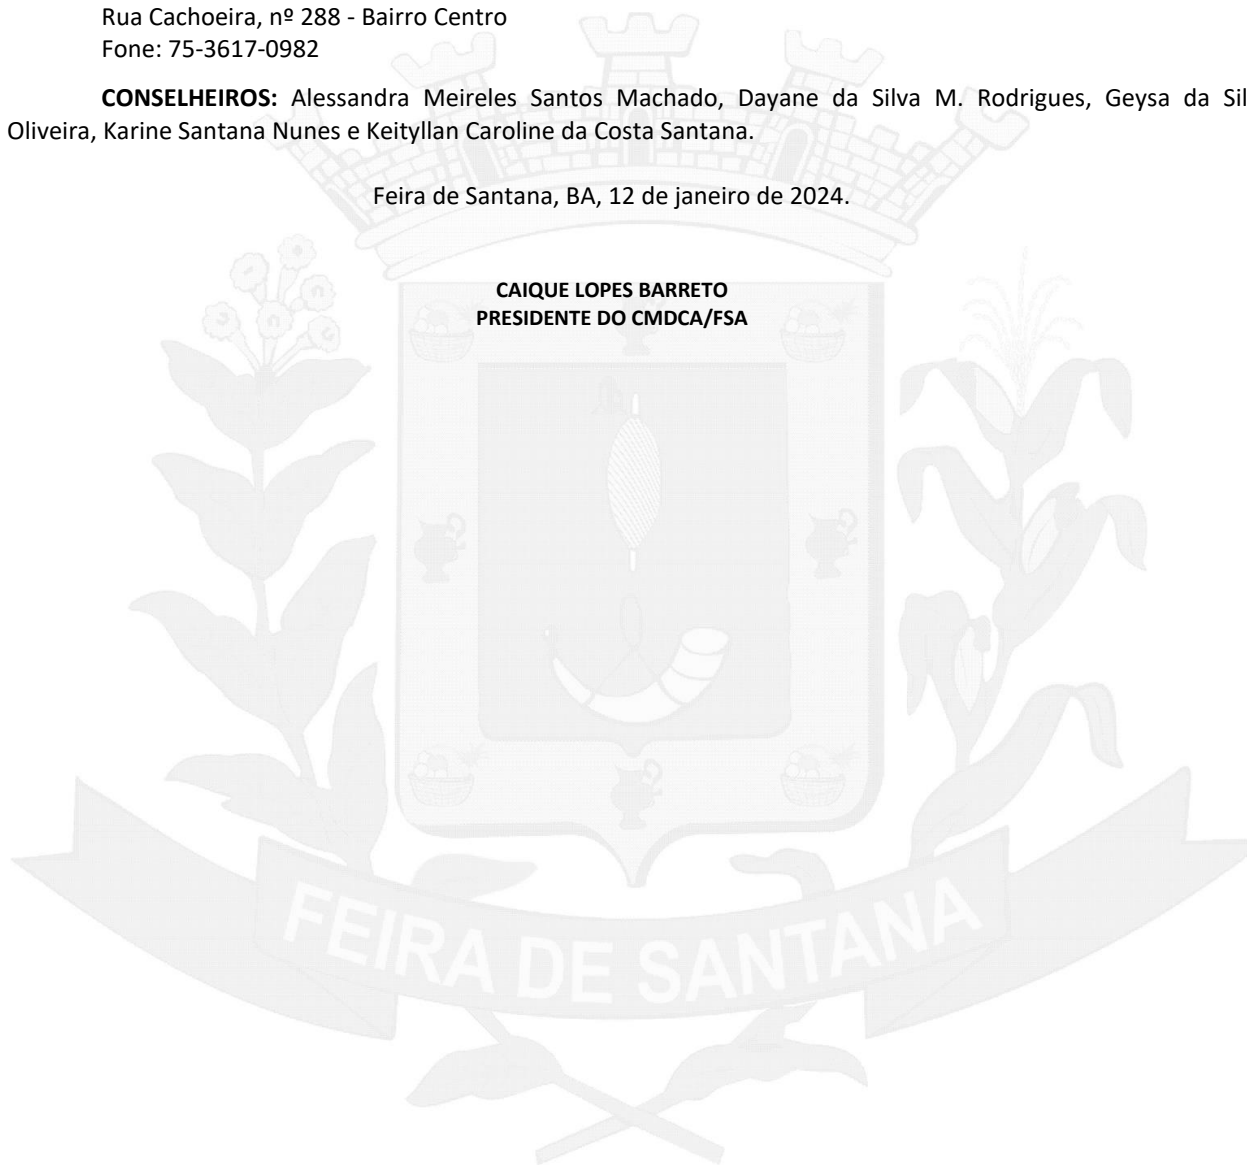 Rua Cachoeira, nº 288 - Bairro Centro
Fone: 75-3617-0982
CONSELHEIROS: Alessandra Meireles Santos Machado, Dayane da Silva M. Rodrigues, Geysa da Sil
Oliveira, Karine Santana Nunes e Keityllan Caroline da Costa Santana.
Feira de Santana, BA, 12 de janeiro de 2024.
CAIQUE LOPES BARRETO
PRESIDENTE DO CMDCA/FSA
FEIRA DE SANTANA